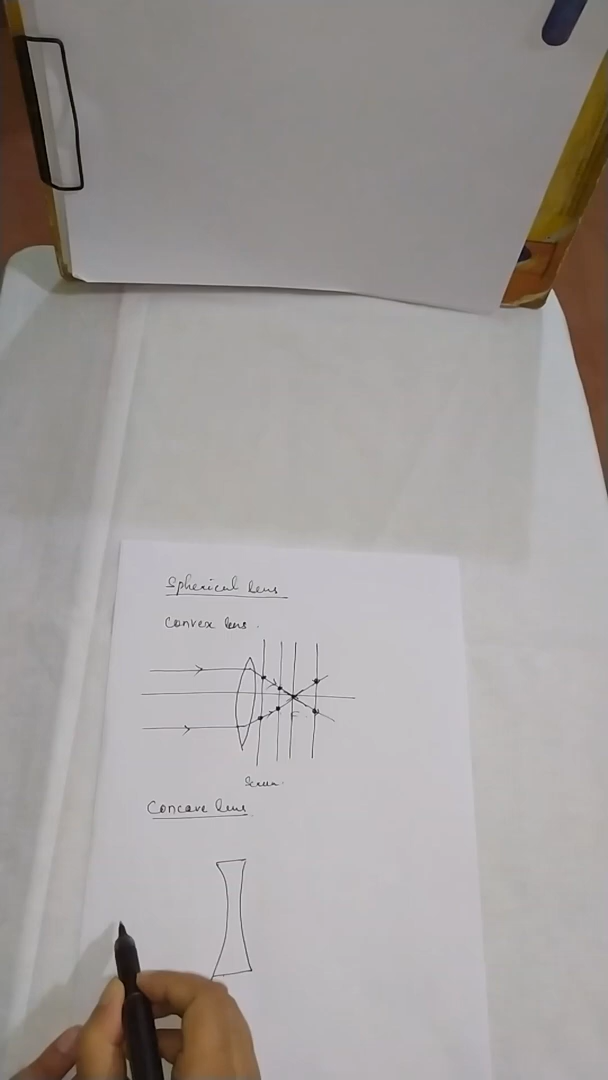 Spherical lens
Convex lens.
F
Screen.
Concave lens